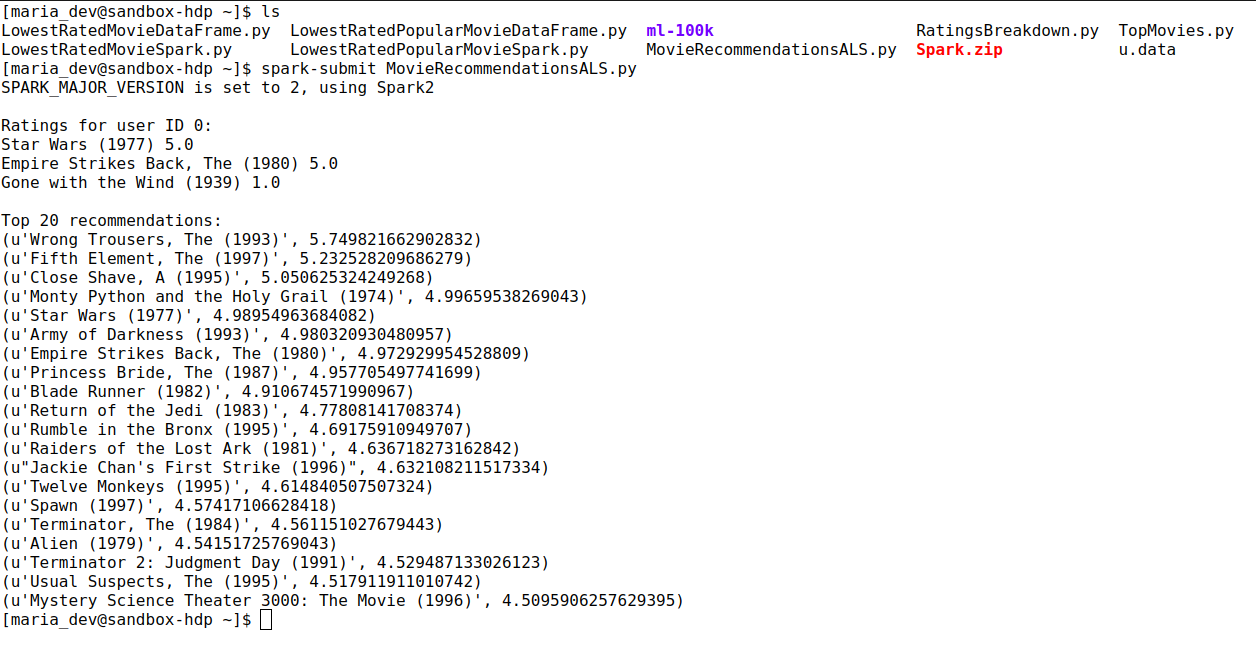 [maria_dev@sandbox-hdp ~]$ ls
LowestRatedMovieDataFrame.py  LowestRatedPopularMovieDataFrame.py  ml-100k                     RatingsBreakdown.py  TopMovies.py
LowestRatedMovieSpark.py      LowestRatedPopularMovieSpark.py      MovieRecommendationsALS.py  Spark.zip            u.data
[maria_dev@sandbox-hdp ~]$ spark-submit MovieRecommendationsALS.py
SPARK_MAJOR_VERSION is set to 2, using Spark2
Ratings for user ID 0:
Star Wars (1977) 5.0
Empire Strikes Back, The (1980) 5.0
Gone with the Wind (1939) 1.0
Top 20 recommendations:
(u'Wrong Trousers, The (1993)', 5.749821662902832)
(u'Fifth Element, The (1997)', 5.232528209686279)
(u'Close Shave, A (1995)', 5.050625324249268)
(u'Monty Python and the Holy Grail (1974)', 4.99659538269043)
(u'Star Wars (1977)', 4.98954963684082)
(u'Army of Darkness (1993)', 4.980320930480957)
(u'Empire Strikes Back, The (1980)', 4.972929954528809)
(u'Princess Bride, The (1987)', 4.957705497741699)
(u'Blade Runner (1982)', 4.910674571990967)
(u'Return of the Jedi (1983)', 4.77808141708374)
(u'Rumble in the Bronx (1995)', 4.69175910949707)
(u'Raiders of the Lost Ark (1981)', 4.636718273162842)
(u"Jackie Chan's First Strike (1996)", 4.632108211517334)
(u'Twelve Monkeys (1995)', 4.614840507507324)
(u'Spawn (1997)', 4.57417106628418)
(u'Terminator, The (1984)', 4.561151027679443)
(u'Alien (1979)', 4.54151725769043)
(u'Terminator 2: Judgment Day (1991)', 4.529487133026123)
(u'Usual Suspects, The (1995)', 4.517911911010742)
(u'Mystery Science Theater 3000: The Movie (1996)', 4.5095906257629395)
[maria_dev@sandbox-hdp ~]$